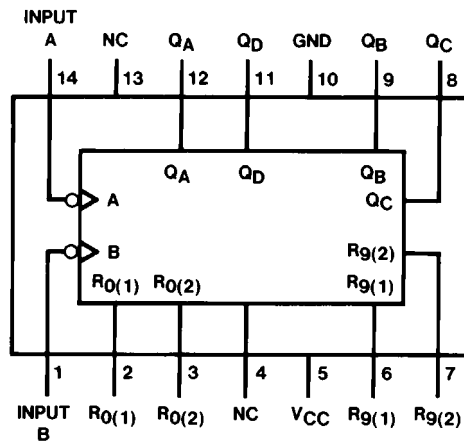 INPUT
A NC QA QD GND QB QC
14 13 12 11 10 9 8
QA QD QB
A QC
B R9(2)
R0(1) R0(2) R9(1)
1 2 3 4 5 6 7
INPUT R0(1) R0(2) NC VCC R9(1) R9(2)
B